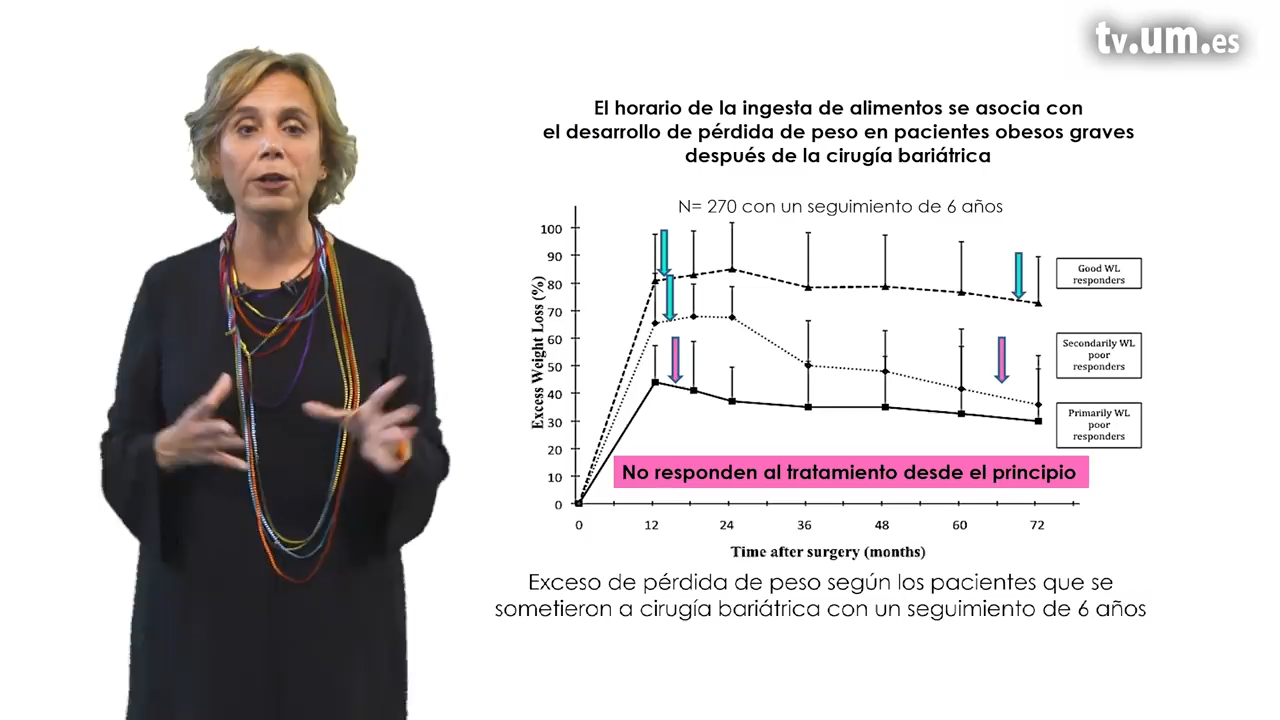 tv.um.es
El horario de la ingesta de alimentos se asocia con
el desarrollo de pérdida de peso en pacientes obesos graves
después de la cirugía bariátrica
N= 270 con un seguimiento de 6 años
Excess Weight Loss (%)
100
90
80
70
60
50
40
30
20
10
0
Good WL
responders
Secondarily WL
poor
responders
Primarily WL
poor
responders
No responden al tratamiento desde el principio
0 12 24 36 48 60 72
Time after surgery (months)
Exceso de pérdida de peso según los pacientes que se
sometieron a cirugía bariátrica con un seguimiento de 6 años